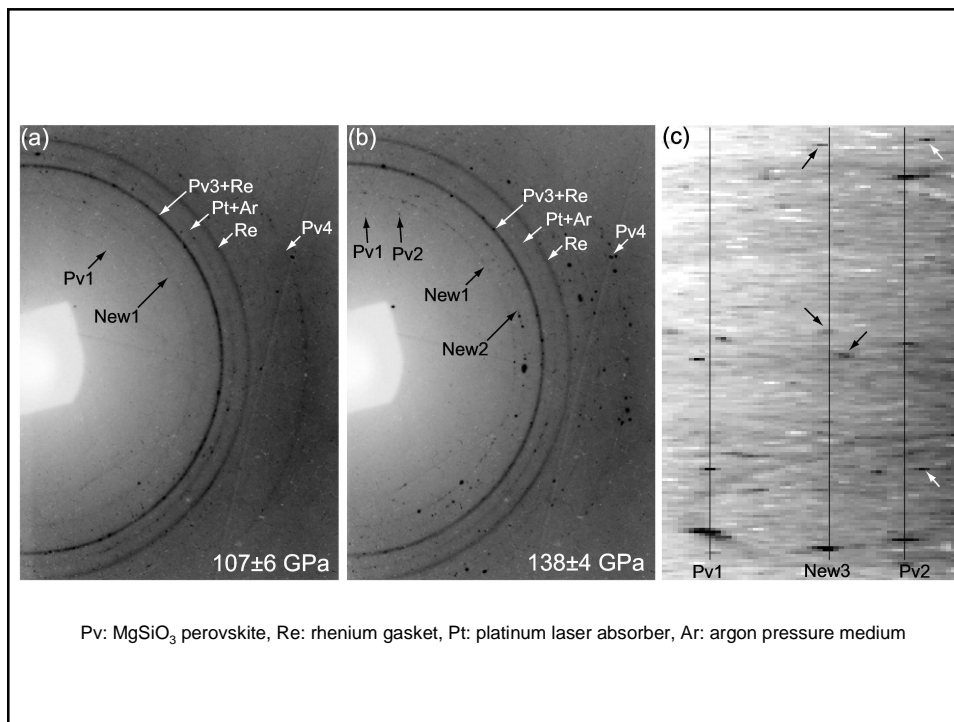 (a)
Pv3+Re
Pt+Ar
Re
Pv4
Pv1
New1
107±6 GPa
(b)
Pv3+Re
Pt+Ar
Re
Pv4
Pv1
Pv2
New1
New2
138±4 GPa
(c)
Pv1
New3
Pv2
Pv: MgSiO₃ perovskite, Re: rhenium gasket, Pt: platinum laser absorber, Ar: argon pressure medium